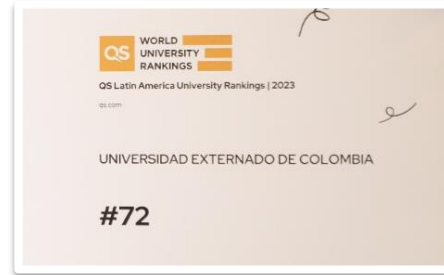 QS
WORLD
UNIVERSITY
RANKINGS
QS Latin America University Rankings | 2023
qs.com
UNIVERSIDAD EXTERNADO DE COLOMBIA
#72